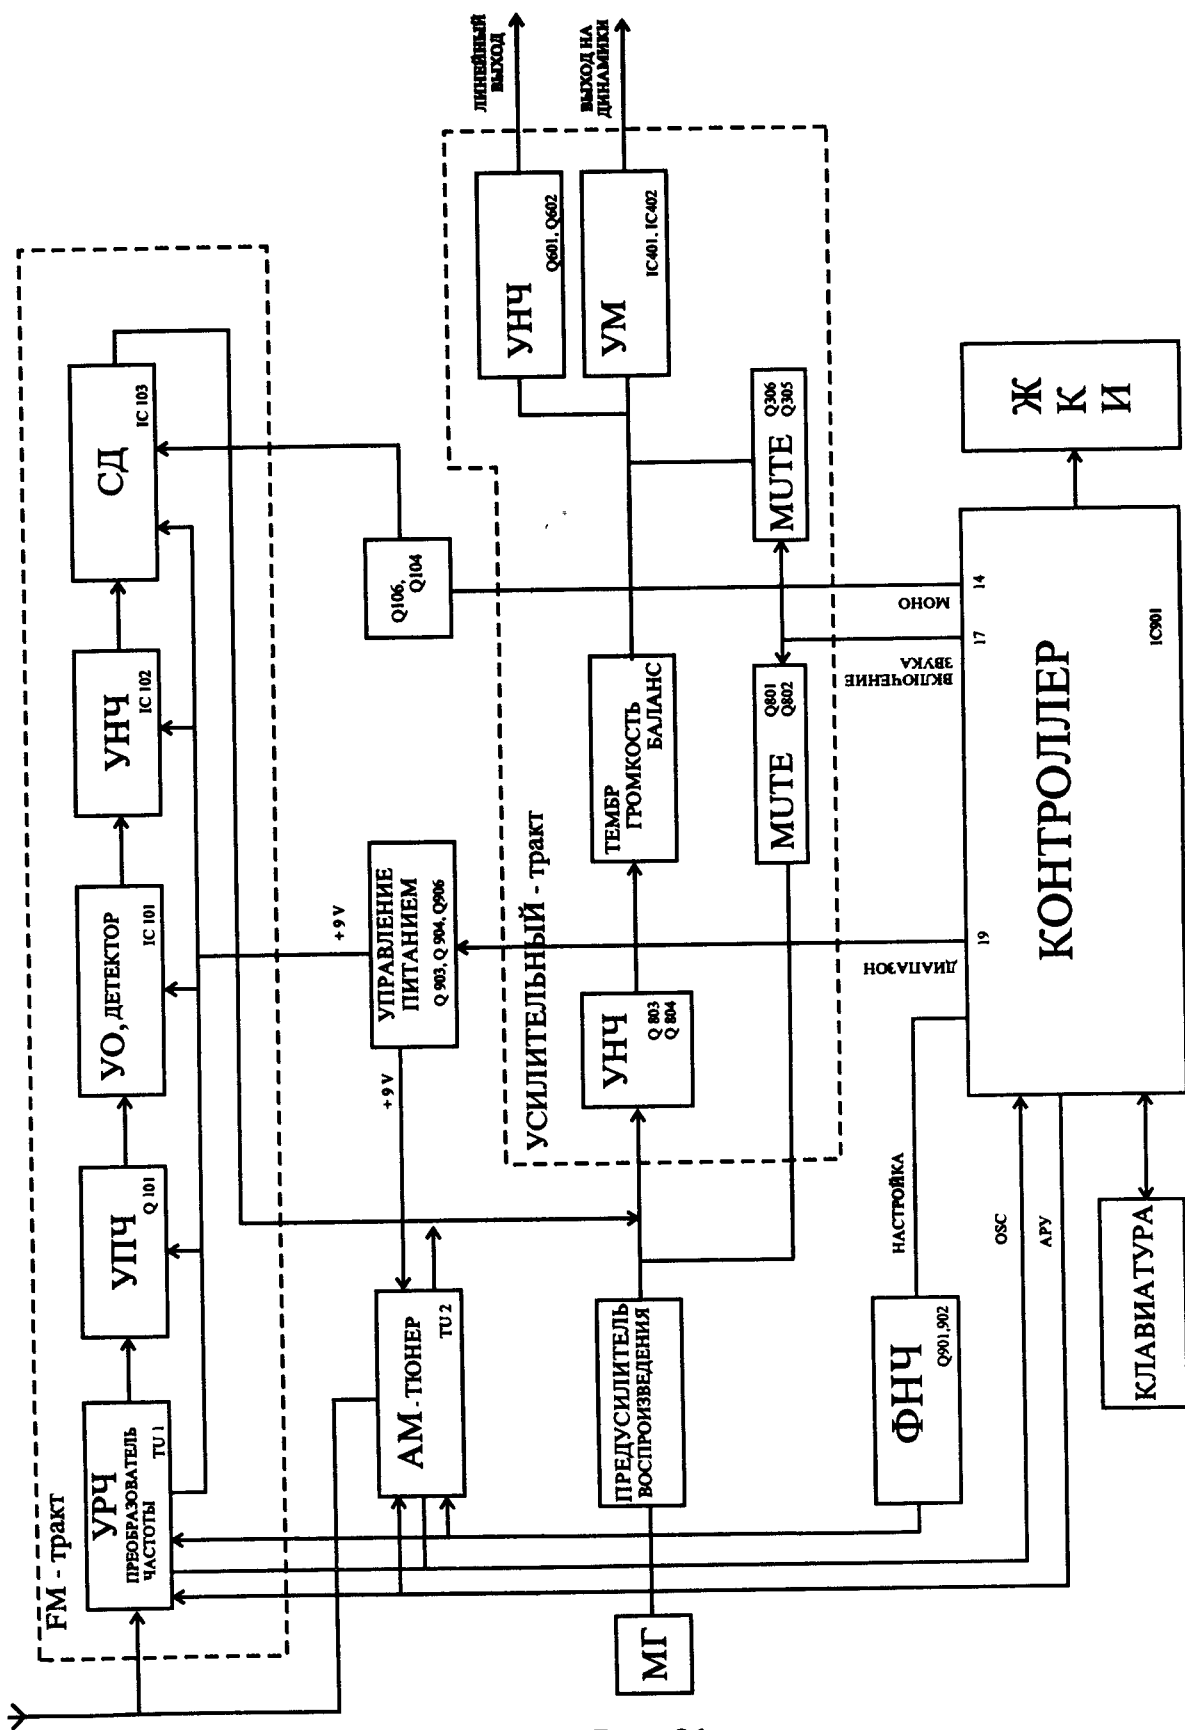 FM - тракт
УРЧ
ПРЕОБРАЗОВАТЕЛЬ
ЧАСТОТЫ
TU 1
УПЧ
Q 101
УО, ДЕТЕКТОР
IC 101
УНЧ
IC 102
СД
IC 103
АМ - ТЮНЕР
TU 2
+ 9 V
+ 9 V
УПРАВЛЕНИЕ
ПИТАНИЕМ
Q 903, Q 904, Q906
Q106,
Q104
ЛИНЕЙНЫЙ
ВЫХОД
ВЫХОД НА
ДИНАМИКИ
УСИЛИТЕЛЬНЫЙ - тракт
УНЧ
Q601, Q602
УМ
IC401, IC402
МГ
ПРЕДУСИЛИТЕЛЬ
ВОСПРОИЗВЕДЕНИЯ
УНЧ
Q 803
Q 804
ТЕМБР
ГРОМКОСТЬ
БАЛАНС
MUTE
Q801
Q802
MUTE
Q306
Q305
ФНЧ
Q901,902
НАСТРОЙКА
OSC
АРУ
ДИАПАЗОН
19
ВКЛЮЧЕНИЕ
ЗВУКА
17
МОНО
14
КОНТРОЛЛЕР
IC901
КЛАВИАТУРА
Ж
К
И